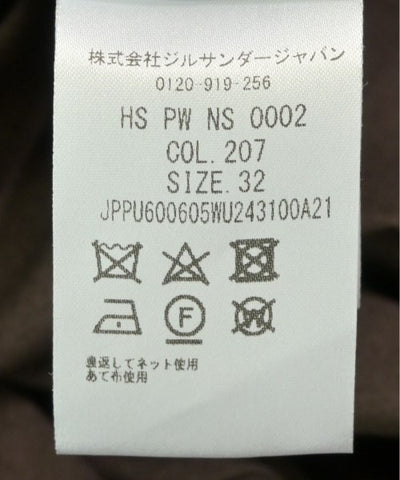 株式会社ジルサンダージャパン
0120-919-256
HS PW NS 0002
COL. 207
SIZE. 32
JPPU600605WU243100A21
F W
裏返してネット使用
あて布使用